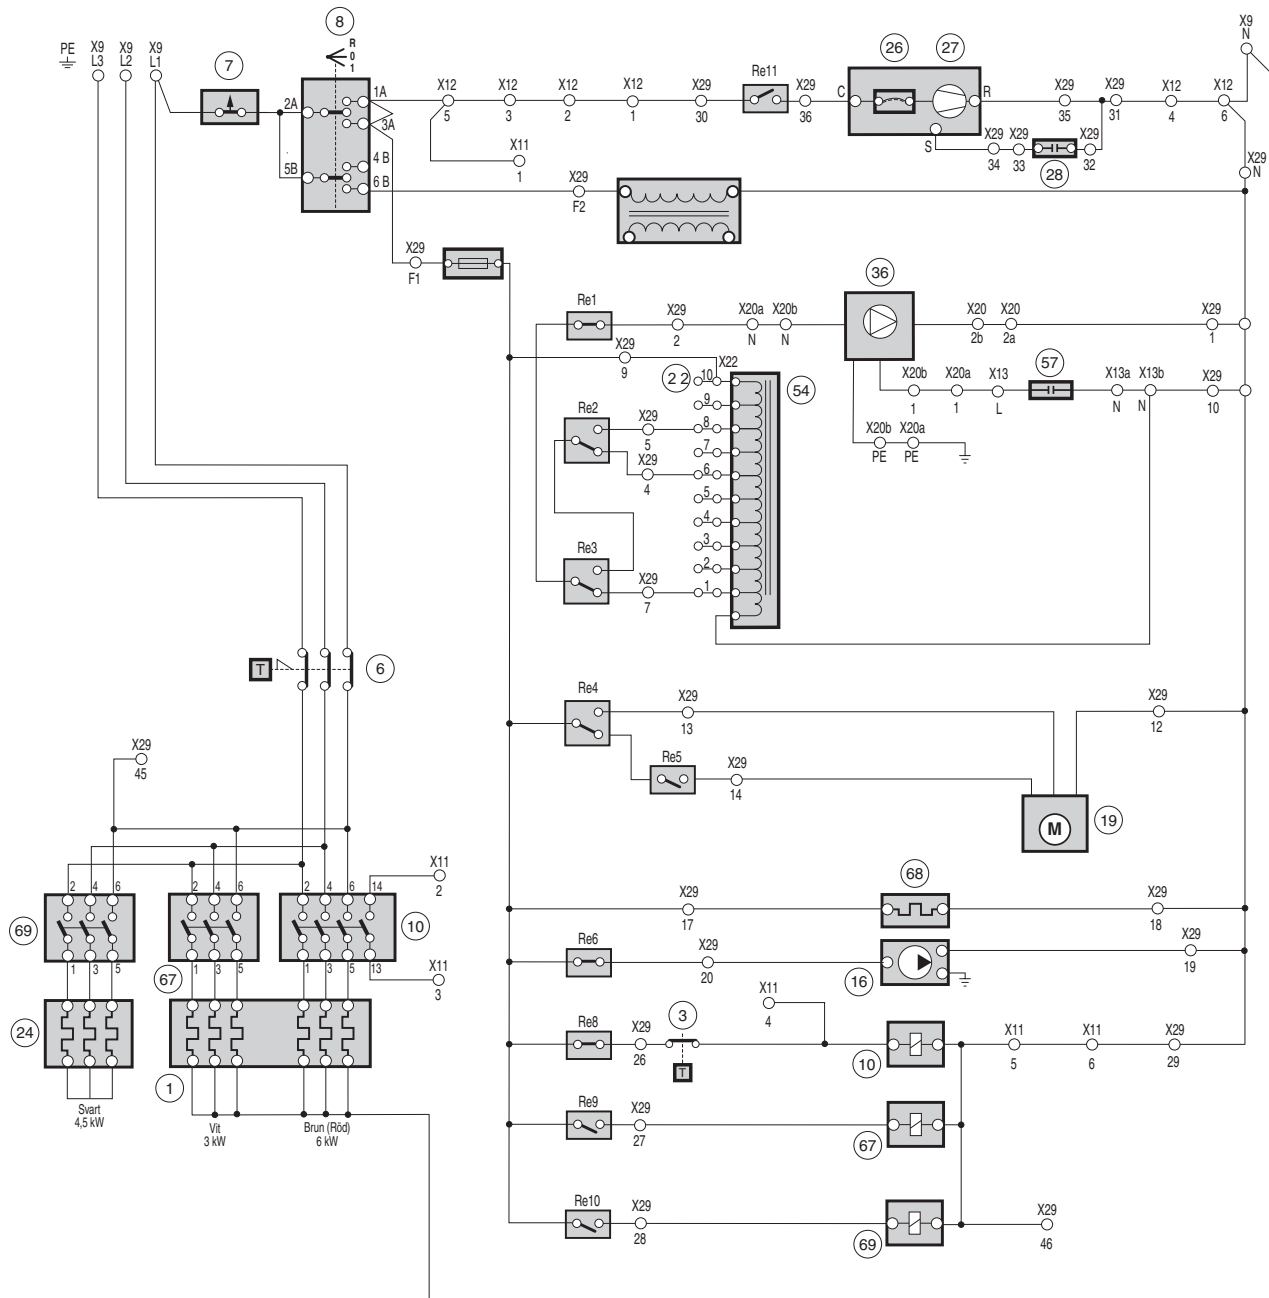 8
R
0
1
PE
X9 L3
X9 L2
X9 L1
7
2A
5B
1A
3A
4 B
6 B
X12 5
X12 3
X12 2
X12 1
X29 30
Re11
X29 36
26
27
C
R
S
X29 35
X29 31
X12 4
X12 6
X9 N
X29 34
X29 33
X29 32
28
X29 N
X11 1
X29 F2
X29 F1
36
Re1
X29 2
X20a N
X20b N
X20 2b
X20 2a
X29 1
X29 9
X22
2 2
10
9
8
7
6
5
4
3
2
1
54
X20b 1
X20a 1
X13 L
57
X13a N
X13b N
X29 10
X20b PE
X20a PE
Re2
X29 5
X29 4
Re3
X29 7
T
6
Re4
X29 13
X29 12
Re5
X29 14
M
19
X29 45
X11 2
2 4 6
2 4 6
2 4 6 14
69
10
1 3 5
67
1 3 5
1 3 5 13
X11 3
24
1
Svart
4,5 kW
Vit
3 kW
Brun (Röd)
6 kW
68
X29 17
X29 18
Re6
X29 20
16
X29 19
X11 4
Re8
X29 26
3
T
10
X11 5
X11 6
X29 29
Re9
X29 27
67
Re10
X29 28
69
X29 46